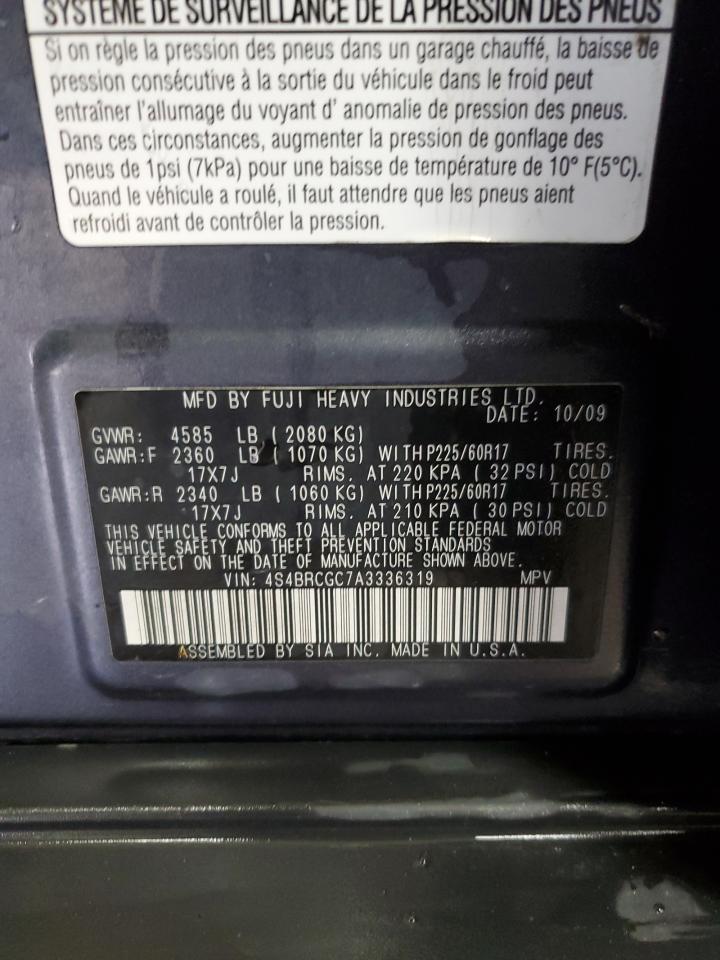 SYSTÈME DE SURVEILLANCE DE LA PRESSION DES PNEUS
Si on règle la pression des pneus dans un garage chauffé, la baisse de
pression consécutive à la sortie du véhicule dans le froid peut
entraîner l'allumage du voyant d' anomalie de pression des pneus.
Dans ces circonstances, augmenter la pression de gonflage des
pneus de 1psi (7kPa) pour une baisse de température de 10° F(5°C).
Quand le véhicule a roulé, il faut attendre que les pneus aient
refroidi avant de contrôler la pression.
MFD BY FUJI HEAVY INDUSTRIES LTD.
DATE: 10/09
GVWR: 4585 LB ( 2080 KG)
GAWR:F 2360 LB ( 1070 KG) WITH P225/60R17 TIRES.
17X7J RIMS. AT 220 KPA ( 32 PSI) COLD
GAWR:R 2340 LB ( 1060 KG) WITH P225/60R17 TIRES.
17X7J RIMS. AT 210 KPA ( 30 PSI) COLD
THIS VEHICLE CONFORMS TO ALL APPLICABLE FEDERAL MOTOR
VEHICLE SAFETY AND THEFT PREVENTION STANDARDS
IN EFFECT ON THE DATE OF MANUFACTURE SHOWN ABOVE.
VIN: 4S4BRCGC7A3336319 MPV
ASSEMBLED BY SIA INC. MADE IN U.S.A.